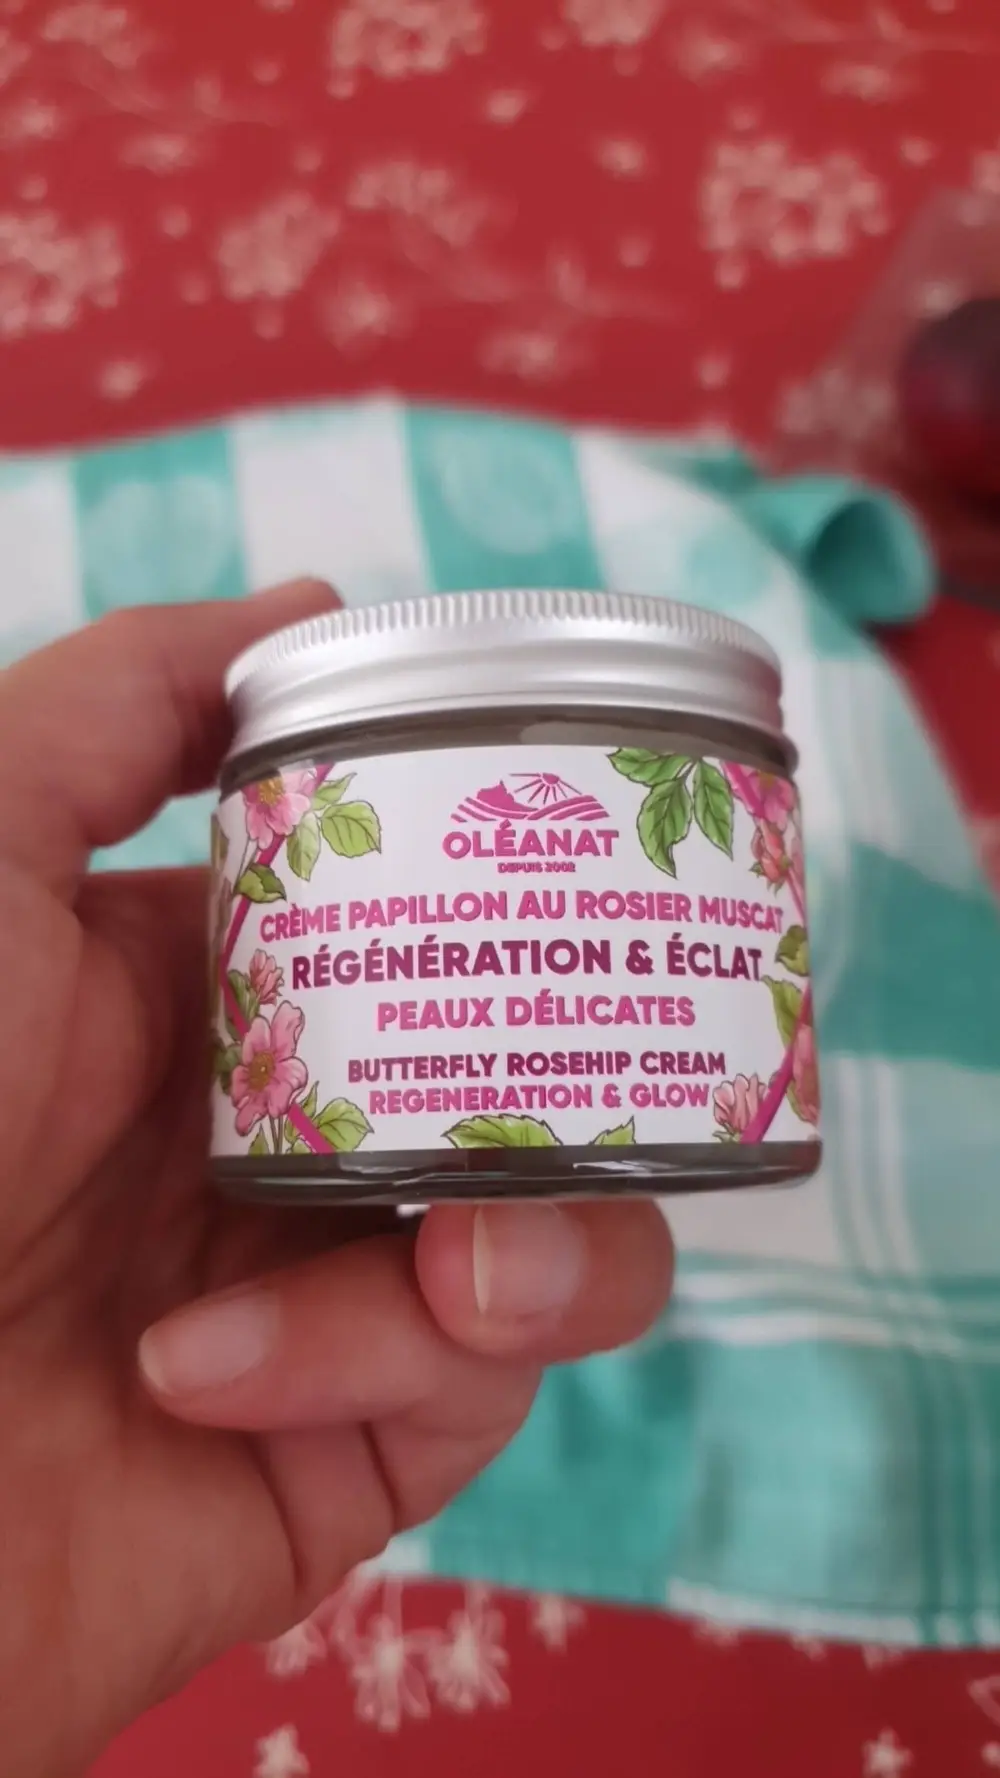 OLÉANAT
DEPUIS 2002
CRÈME PAPILLON AU ROSIER MUSCAT
RÉGÉNÉRATION & ÉCLAT
PEAUX DÉLICATES
BUTTERFLY ROSEHIP CREAM
REGENERATION & GLOW